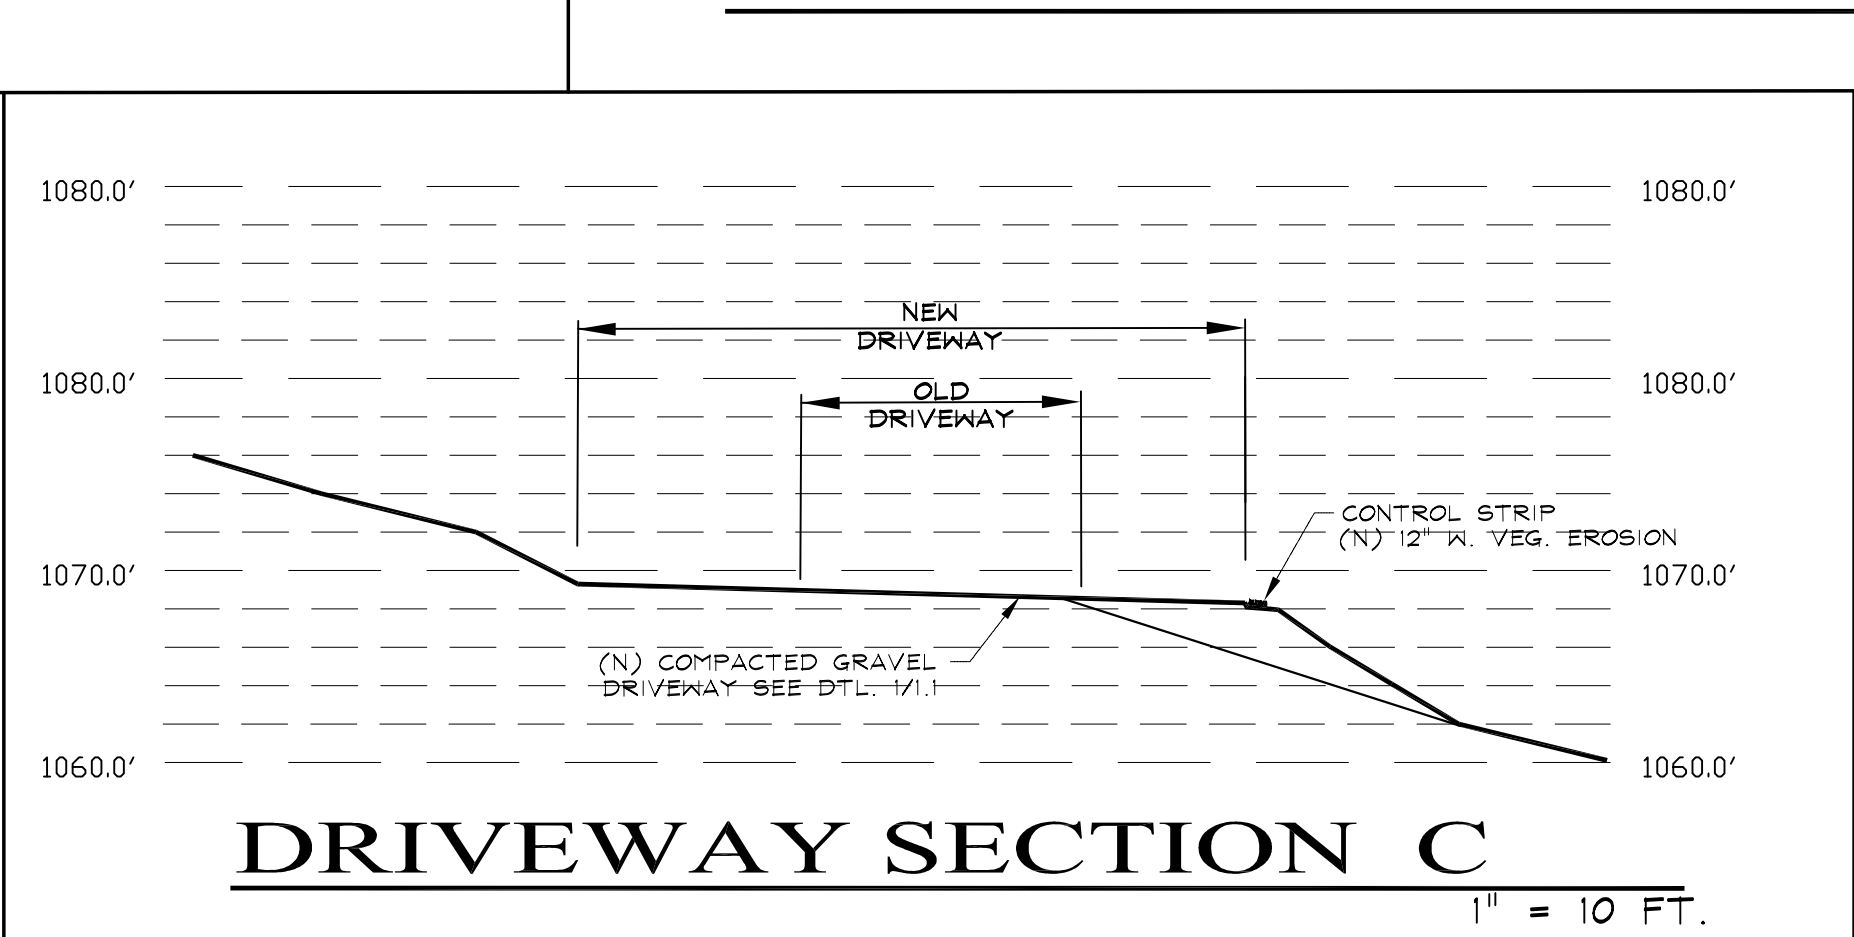 1080.0' 1080.0'
NEW
DRIVEWAY
1080.0' 1080.0'
OLD
DRIVEWAY
CONTROL STRIP
(N) 12" W. VEG. EROSION
1070.0' 1070.0'
(N) COMPACTED GRAVEL
DRIVEWAY SEE DTL. 1/1.1
1060.0' 1060.0'
DRIVEWAY SECTION C
1" = 10 FT.